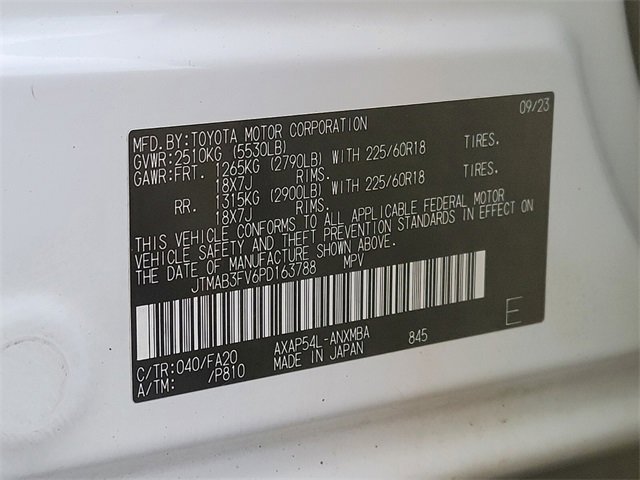 09/23
MFD.BY:TOYOTA MOTOR CORPORATION
GVWR:2510KG (5530LB)
GAWR:FRT. 1265KG (2790LB) WITH 225/60R18 TIRES.
18X7J RIMS.
RR. 1315KG (2900LB) WITH 225/60R18 TIRES.
18X7J RIMS.
THIS VEHICLE CONFORMS TO ALL APPLICABLE FEDERAL MOTOR
VEHICLE SAFETY AND THEFT PREVENTION STANDARDS IN EFFECT ON
THE DATE OF MANUFACTURE SHOWN ABOVE.
JTMAB3FV6PD163788 MPV
C/TR:040/FA20 AXAP54L-ANXMBA 845
A/TM: /P810 MADE IN JAPAN
E